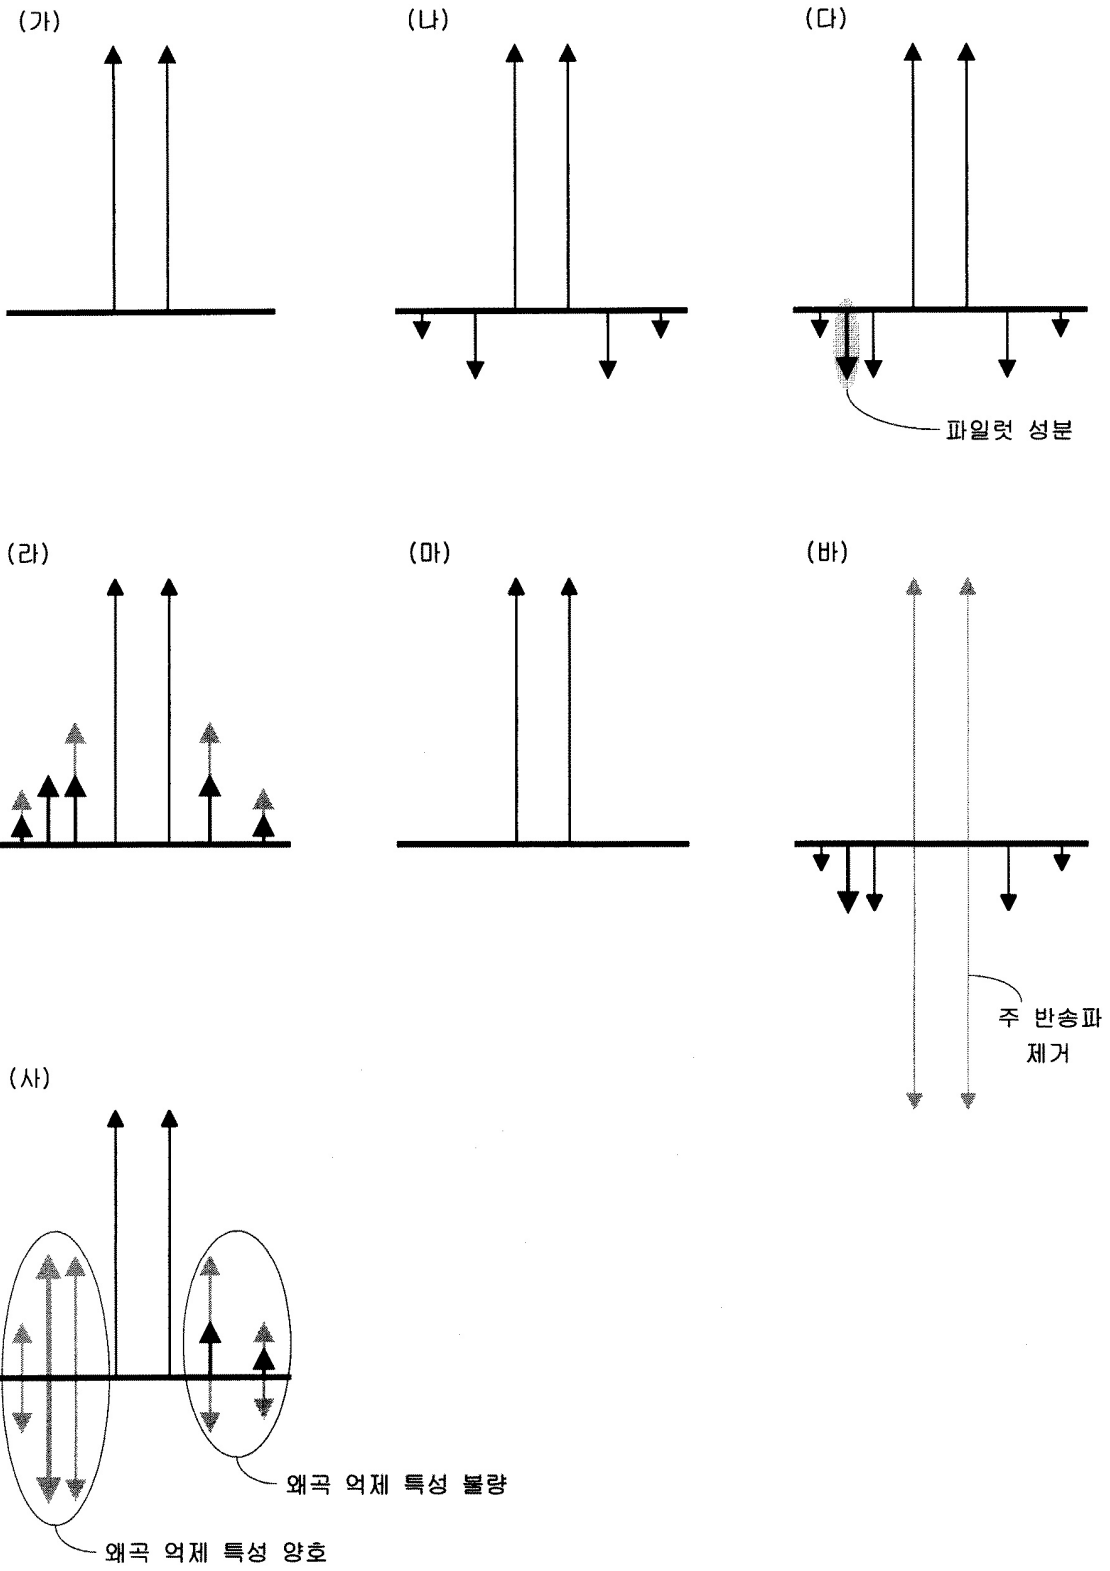 (가)
(나)
(다)
파일럿 성분
(라)
(마)
(바)
주 반송파
제거
(사)
왜곡 억제 특성 불량
왜곡 억제 특성 양호